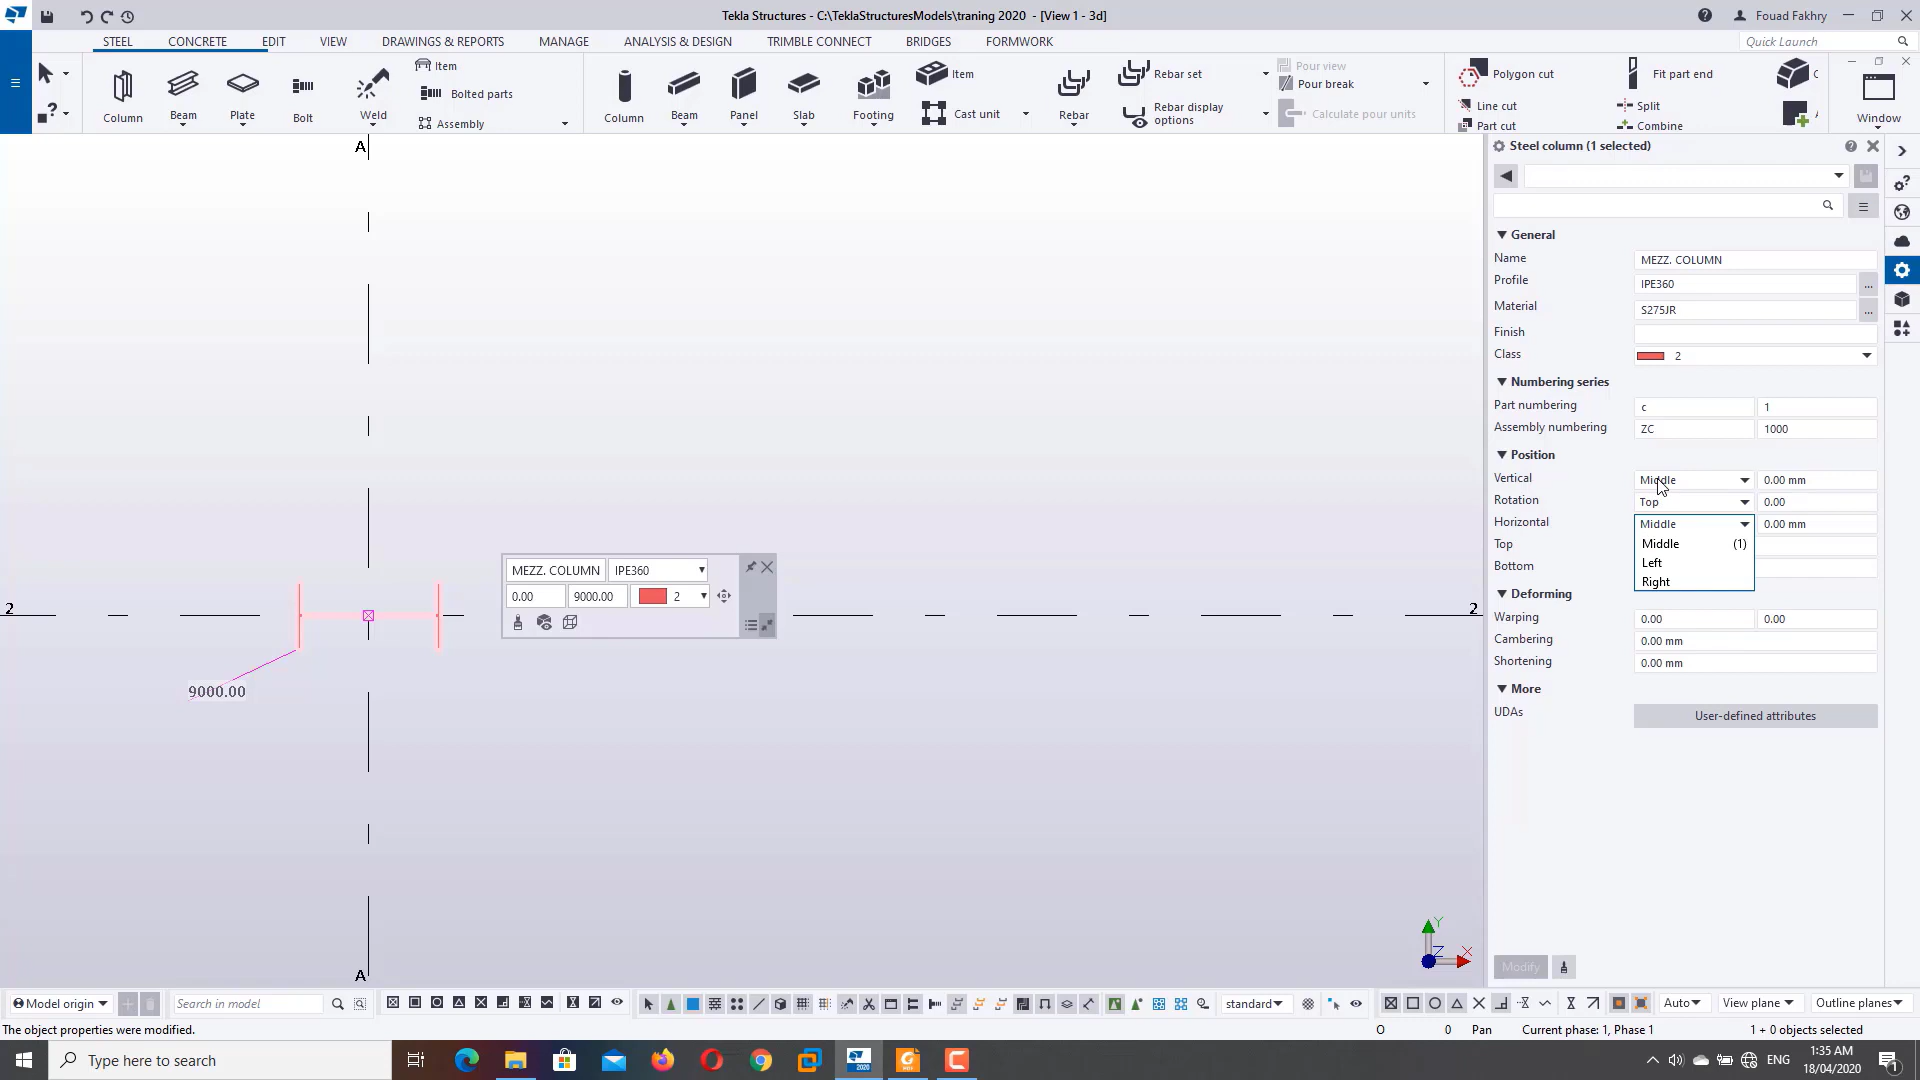 Tekla Structures - C:\TeklaStructuresModels\traning 2020 - [View 1 - 3d]
Fouad Fakhry
STEEL CONCRETE EDIT VIEW DRAWINGS & REPORTS MANAGE ANALYSIS & DESIGN TRIMBLE CONNECT BRIDGES FORMWORK
Quick Launch
Column Beam Plate Bolt Weld
Item
Bolted parts
Assembly
Column Beam Panel Slab Footing
Item
Cast unit
Rebar
Rebar set
Rebar display options
Pour view
Pour break
Calculate pour units
Polygon cut
Line cut
Part cut
Fit part end
Split
Combine
Window
A
2
2
A
9000.00
MEZZ. COLUMN IPE360
0.00 9000.00 2
Y
Z
X
Steel column (1 selected)
General
Name MEZZ. COLUMN
Profile IPE360 ...
Material S275JR ...
Finish
Class 2
Numbering series
Part numbering c 1
Assembly numbering ZC 1000
Position
Vertical Middle 0.00 mm
Rotation Top 0.00
Horizontal Middle 0.00 mm
Top
Bottom
Middle (1)
Left
Right
Deforming
Warping 0.00 0.00
Cambering 0.00 mm
Shortening 0.00 mm
More
UDAs User-defined attributes
Modify
Model origin Search in model standard Auto View plane Outline planes
The object properties were modified. O 0 Pan Current phase: 1, Phase 1 1 + 0 objects selected
Type here to search
2020
ENG
1:35 AM
18/04/2020
1